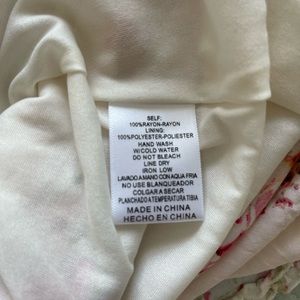 SELF:
100%RAYON-RAYON
LINING:
100%POLYESTER-POLIESTER
HAND WASH
W/COLD WATER
DO NOT BLEACH
LINE DRY
IRON LOW
LAVADO A MANO CON AQUA FRIA
NO USE BLANQUEADOR
COLGAR A SECAR
PLANCHADO A TEMPERATURA TIBIA
MADE IN CHINA
HECHO EN CHINA